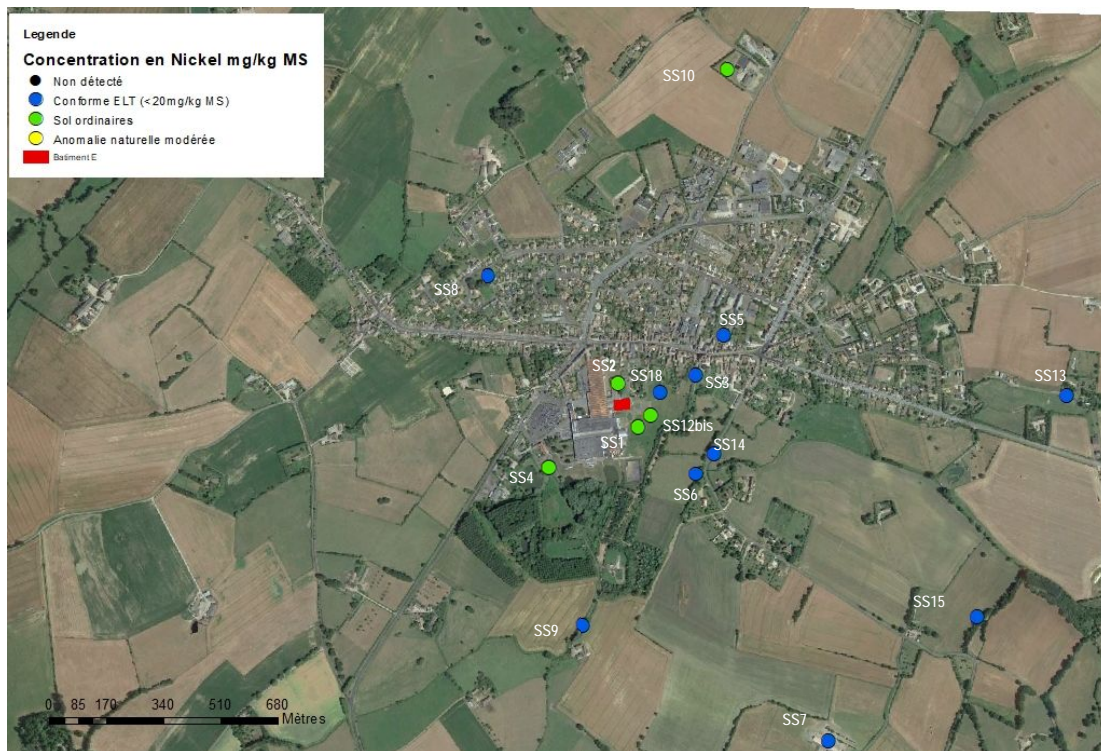 Legende
Concentration en Nickel mg/kg MS
Non détecté
Conforme ELT (<20mg/kg MS)
Sol ordinaires
Anomalie naturelle modérée
Batiment E
SS10
SS8
SS5
SS2
SS18
SS3
SS13
SS12bis
SS1
SS14
SS4
SS6
SS15
SS9
SS7
0 85 170 340 510 680
Mètres